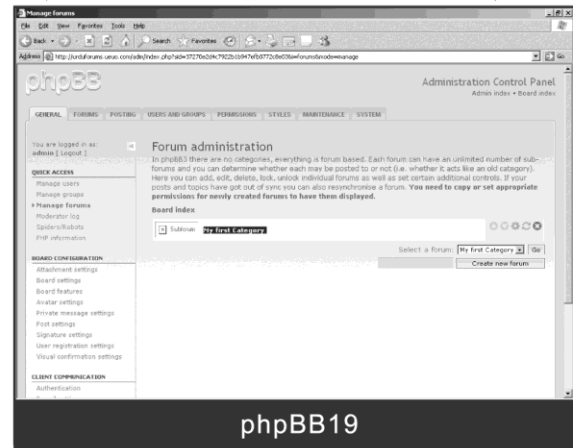 Manage forums
File Edit View Favorites Tools Help
Back Search Favorites
Address
Go
phpBB
Administration Control Panel
Admin index • Board index
GENERAL FORUMS POSTING USERS AND GROUPS PERMISSIONS STYLES MAINTENANCE SYSTEM
You are logged in as:
admin [ Logout ]
QUICK ACCESS
Manage users
Manage groups
Manage forums
Moderator log
Spiders/Robots
PHP information
BOARD CONFIGURATION
Attachment settings
Board settings
Board features
Avatar settings
Private message settings
Post settings
Signature settings
User registration settings
Visual confirmation settings
CLIENT COMMUNICATION
Authentication
Forum administration
In phpBB3 there are no categories, everything is forum based. Each forum can have an unlimited number of sub-
forums and you can determine whether each may be posted to or not (i.e. whether it acts like an old category).
Here you can add, edit, delete, lock, unlock individual forums as well as set certain additional controls. If your
posts and topics have got out of sync you can also resynchronise a forum. You need to copy or set appropriate
permissions for newly created forums to have them displayed.
Board index
Subforum My first Category
Select a forum: My first Category Go
Create new forum
phpBB19